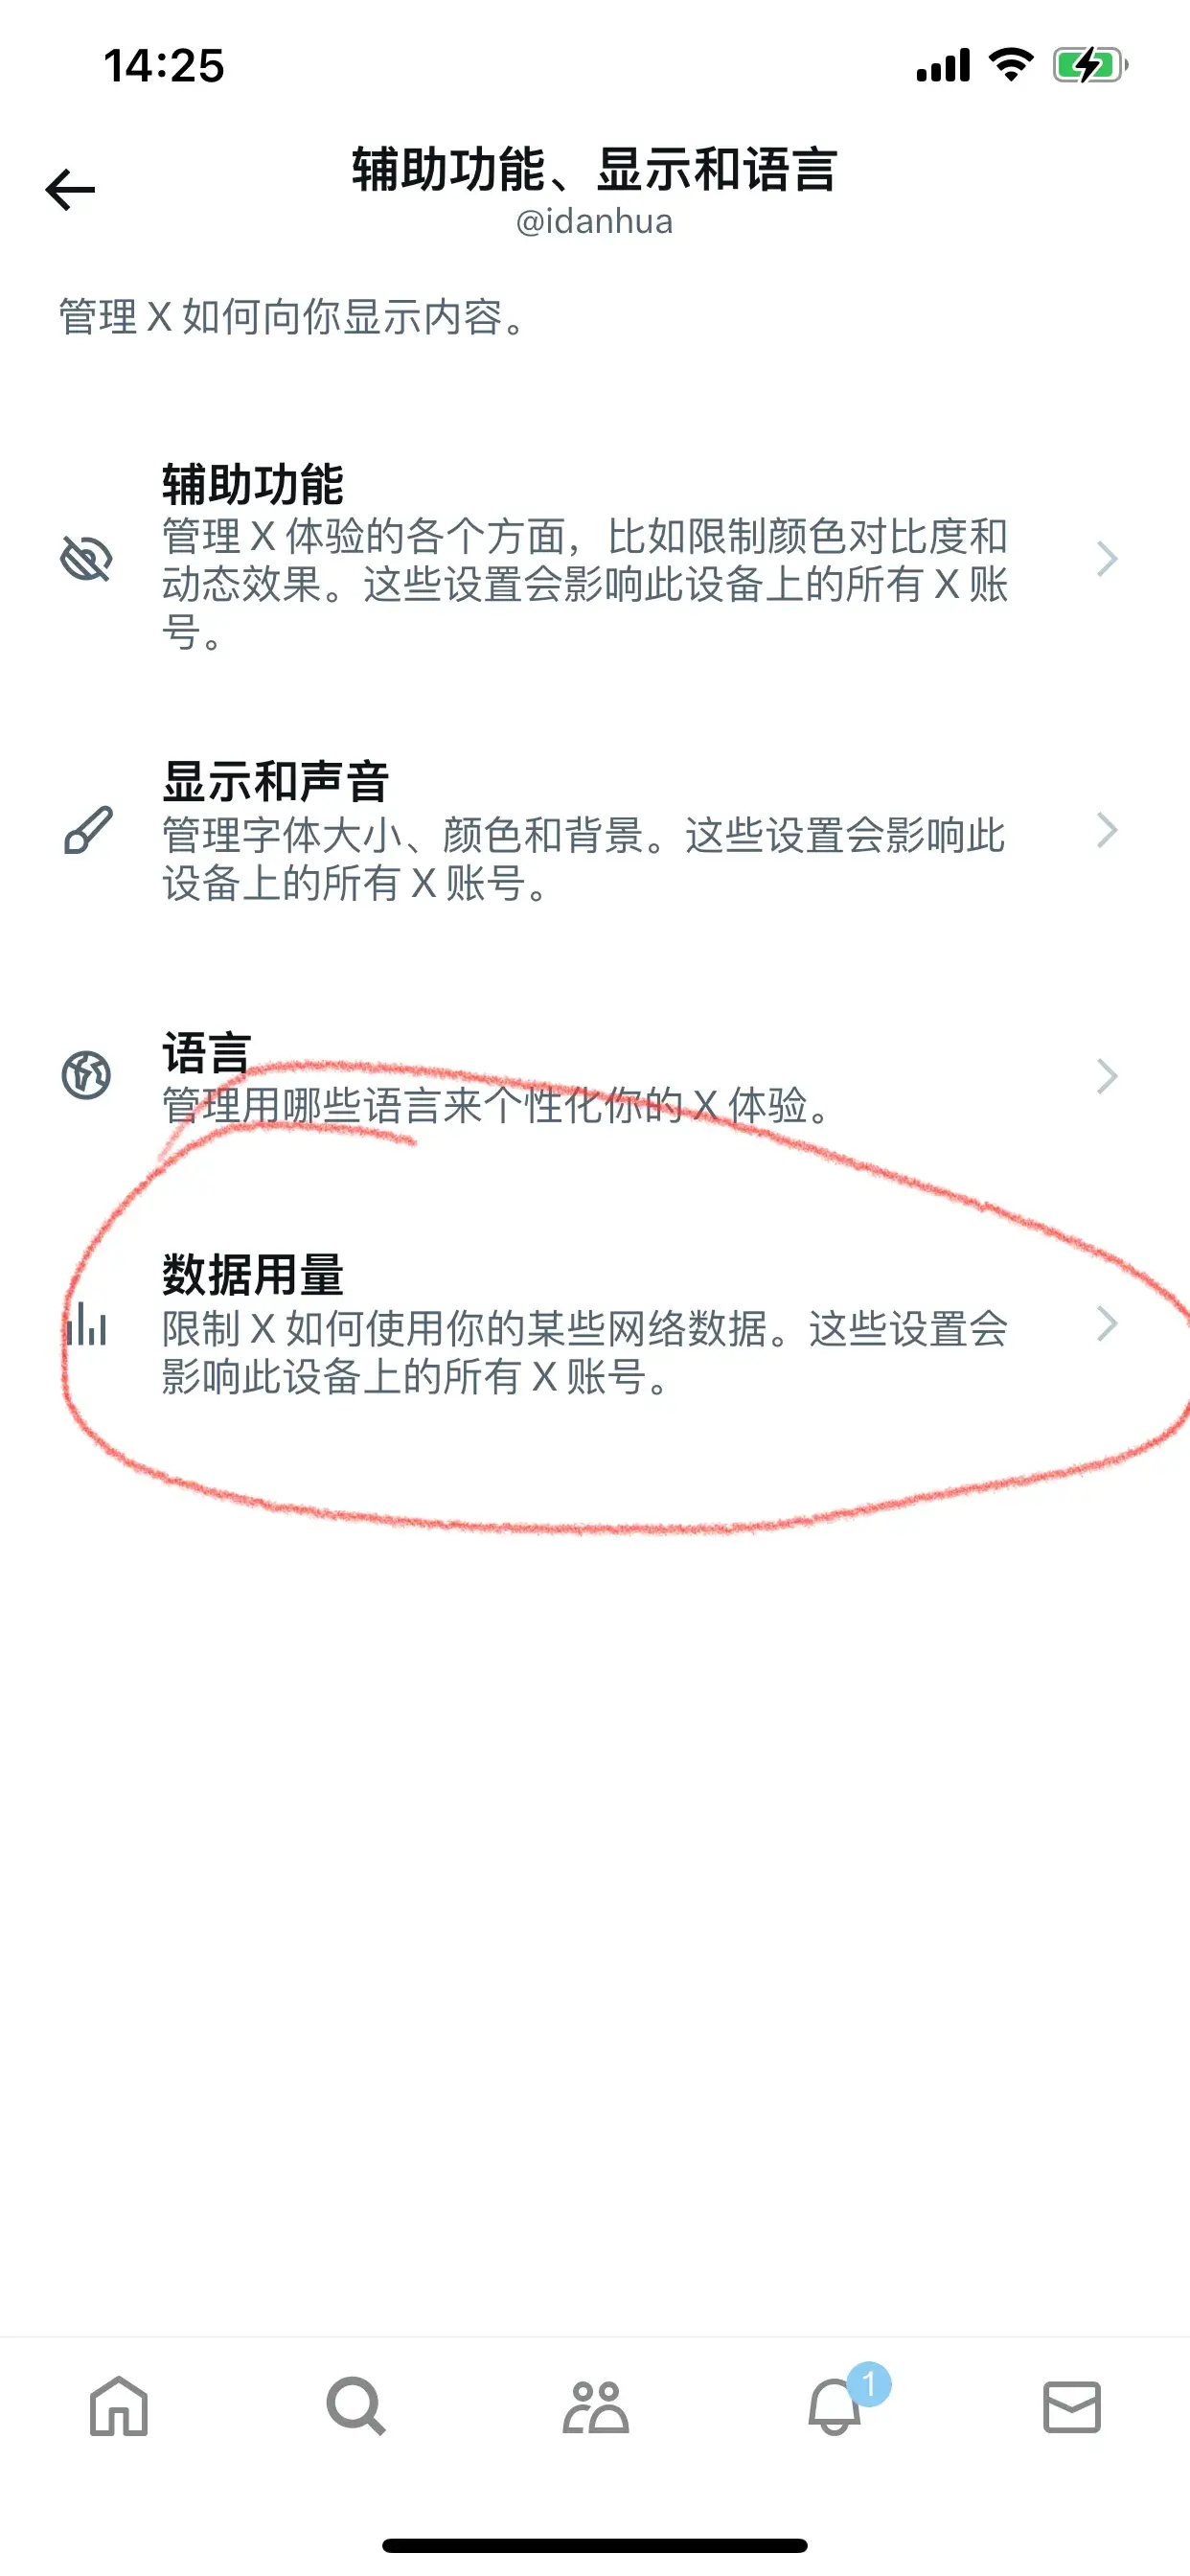 14:25
辅助功能、显示和语言
@idanhua
管理 X 如何向你显示内容。
辅助功能
管理 X 体验的各个方面，比如限制颜色对比度和
动态效果。这些设置会影响此设备上的所有 X 账
号。
显示和声音
管理字体大小、颜色和背景。这些设置会影响此
设备上的所有 X 账号。
语言
管理用哪些语言来个性化你的 X 体验。
数据用量
限制 X 如何使用你的某些网络数据。这些设置会
影响此设备上的所有 X 账号。
1